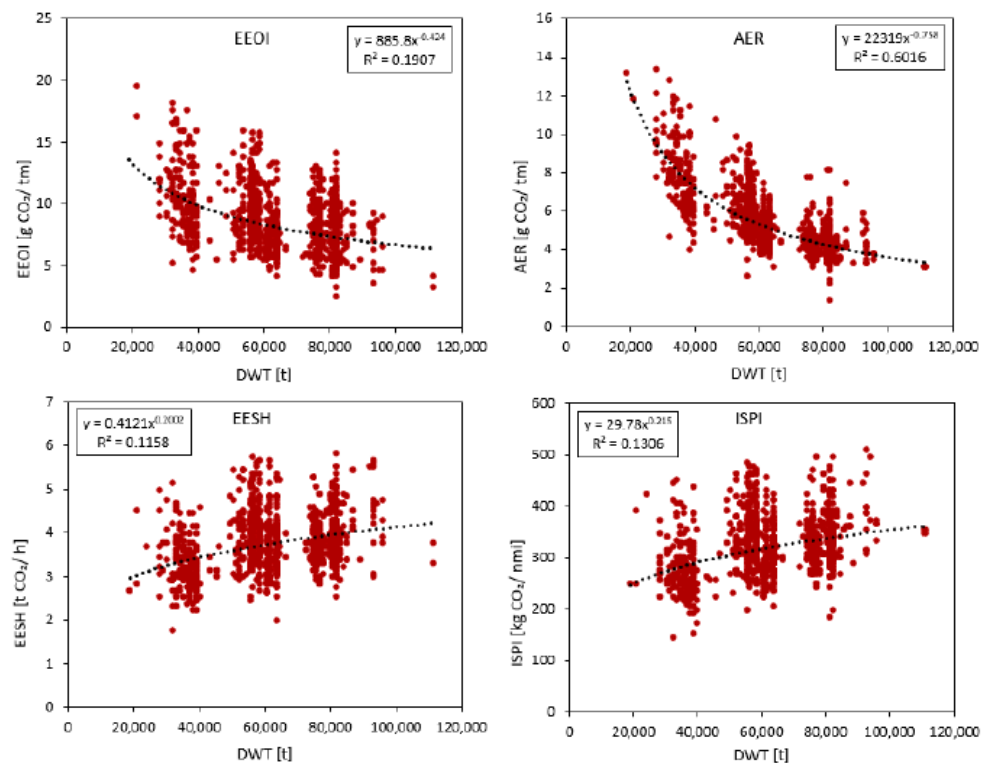 EEOI
y = 885.8x^-0.424
R² = 0.1907
25
20
15
10
5
0
EEOI [g CO₂/ tm]
0 20,000 40,000 60,000 80,000 100,000 120,000
DWT [t]
AER
y = 22319x^-0.758
R² = 0.6016
16
14
12
10
8
6
4
2
0
AER [g CO₂/ tm]
0 20,000 40,000 60,000 80,000 100,000 120,000
DWT [t]
EESH
y = 0.4121x^0.2002
R² = 0.1158
7
6
5
4
3
2
1
0
EESH [t CO₂/ h]
0 20,000 40,000 60,000 80,000 100,000 120,000
DWT [t]
ISPI
y = 29.78x^0.215
R² = 0.1306
600
500
400
300
200
100
0
ISPI [kg CO₂/ nmi]
0 20,000 40,000 60,000 80,000 100,000 120,000
DWT [t]